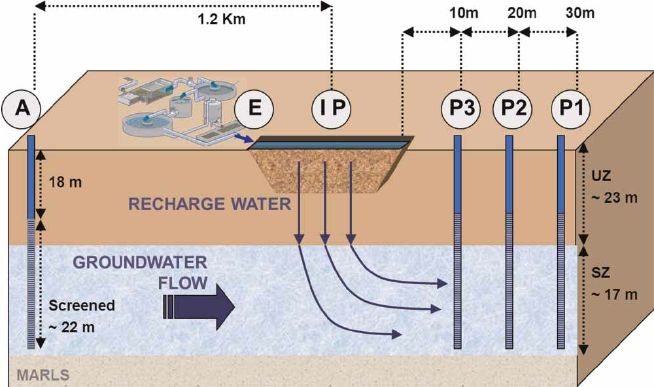 1.2 Km
10m
20m
30m
A
E
I P
P3
P2
P1
18 m
RECHARGE WATER
UZ
~ 23 m
GROUNDWATER
FLOW
Screened
~ 22 m
SZ
~ 17 m
MARLS